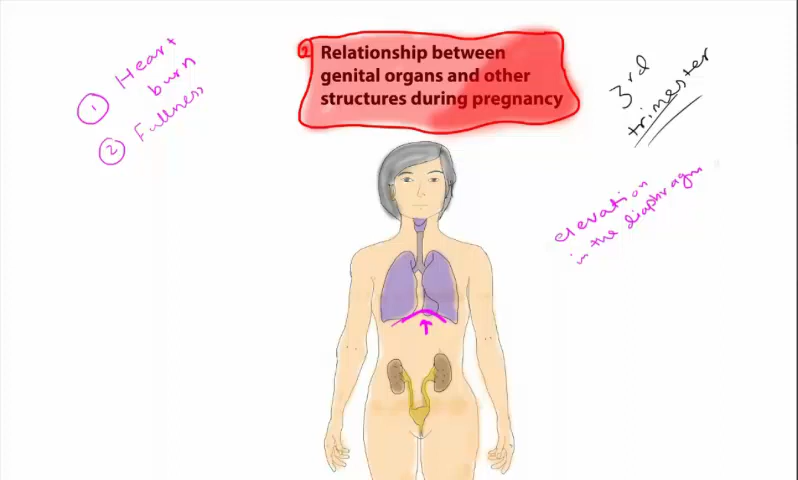 2 Relationship between
genital organs and other
structures during pregnancy
1 Heart
burn
2 Fullness
3rd
trimester
elevation
in the diaphragm